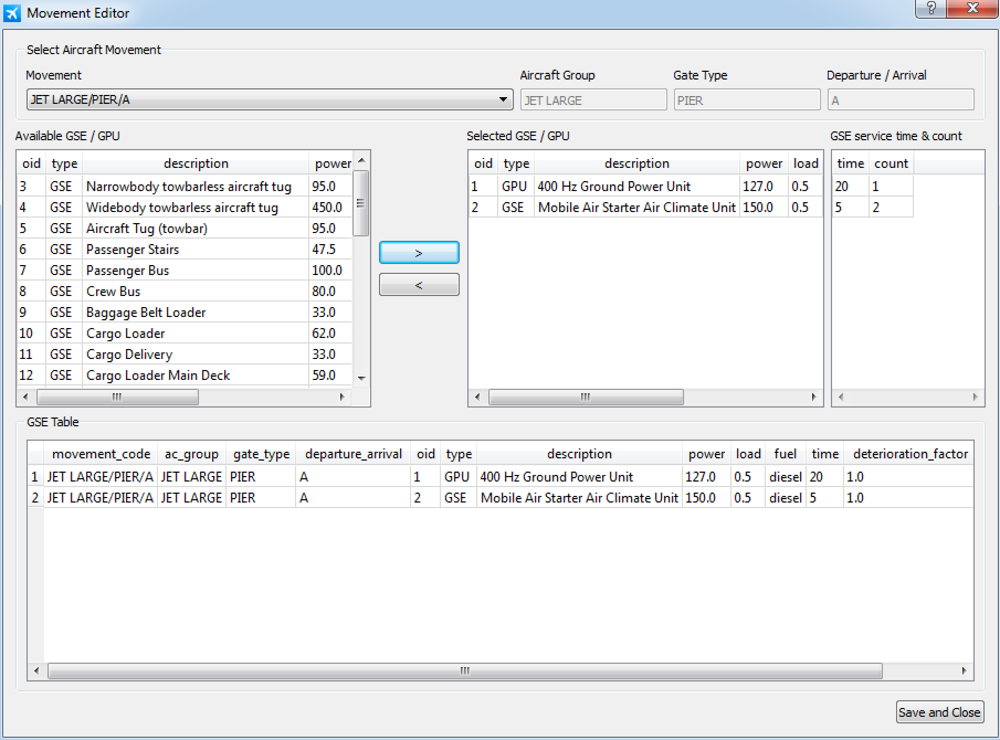 Movement Editor
?
X
Select Aircraft Movement
Movement Aircraft Group Gate Type Departure / Arrival
JET LARGE/PIER/A JET LARGE PIER A
Available GSE / GPU
oid type description power
3 GSE Narrowbody towbarless aircraft tug 95.0
4 GSE Widebody towbarless aircraft tug 450.0
5 GSE Aircraft Tug (towbar) 95.0
6 GSE Passenger Stairs 47.5
7 GSE Passenger Bus 100.0
8 GSE Crew Bus 80.0
9 GSE Baggage Belt Loader 33.0
10 GSE Cargo Loader 62.0
11 GSE Cargo Delivery 33.0
12 GSE Cargo Loader Main Deck 59.0
>
<
Selected GSE / GPU
oid type description power load
1 GPU 400 Hz Ground Power Unit 127.0 0.5
2 GSE Mobile Air Starter Air Climate Unit 150.0 0.5
GSE service time & count
time count
20 1
5 2
GSE Table
movement_code ac_group gate_type departure_arrival oid type description power load fuel time deterioration_factor
1 JET LARGE/PIER/A JET LARGE PIER A 1 GPU 400 Hz Ground Power Unit 127.0 0.5 diesel 20 1.0
2 JET LARGE/PIER/A JET LARGE PIER A 2 GSE Mobile Air Starter Air Climate Unit 150.0 0.5 diesel 5 1.0
Save and Close